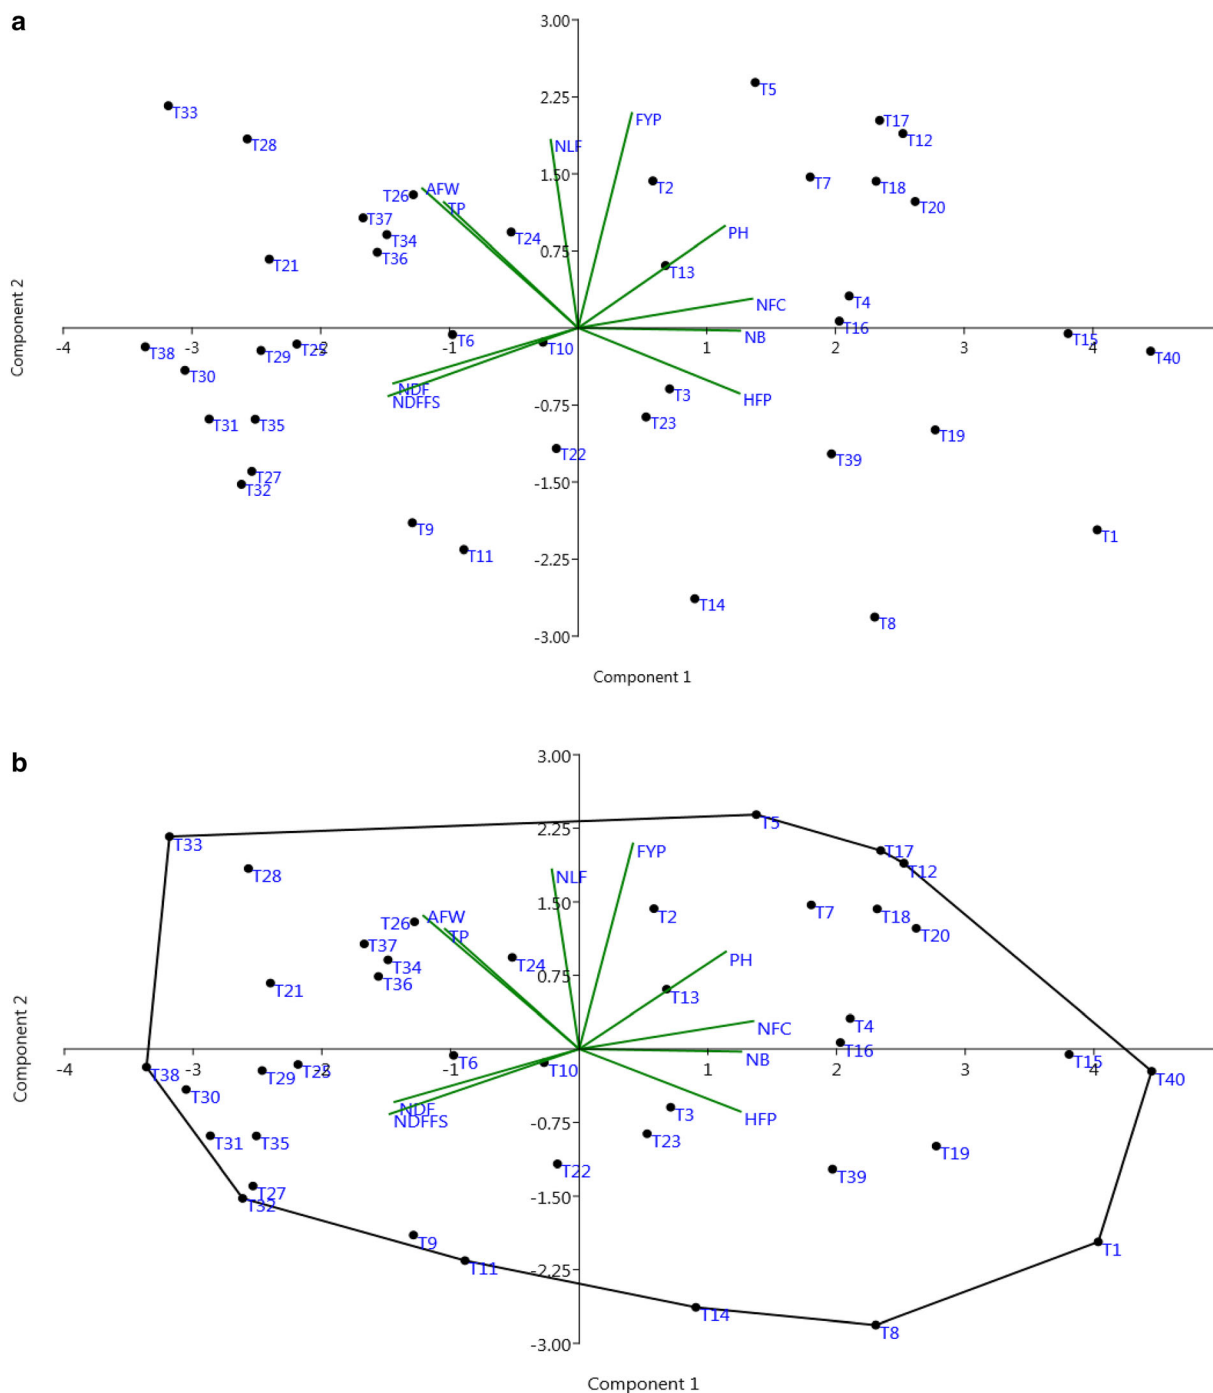 a
3.00
T5
2.25
T33
FYP
T17
T12
T28
NLF
1.50
T2
T7
T18
AFW
T26
T20
TP
T37
PH
T34
T24
0.75
T36
T21
T13
T4
NFC
T16
T6
NB
T15
-4
-3
-2
-1
1
2
3
4
T38
T29
T25
T10
T40
T30
NDF
T3
NDFFS
HFP
-0.75
T31
T35
T23
T19
T22
T39
T27
-1.50
T32
T9
T1
T11
-2.25
T14
T8
-3.00
Component 2
Component 1
b
3.00
T5
2.25
T33
FYP
T17
T12
T28
NLF
1.50
T2
T7
T18
AFW
T26
T20
TP
T37
PH
T34
T24
0.75
T36
T21
T13
T4
NFC
T16
T6
NB
T15
-4
-3
-2
-1
1
2
3
4
T38
T29
T25
T10
T40
T30
NDF
T3
NDFFS
HFP
-0.75
T31
T35
T23
T19
T22
T39
T27
-1.50
T32
T9
T1
T11
-2.25
T14
T8
-3.00
Component 2
Component 1